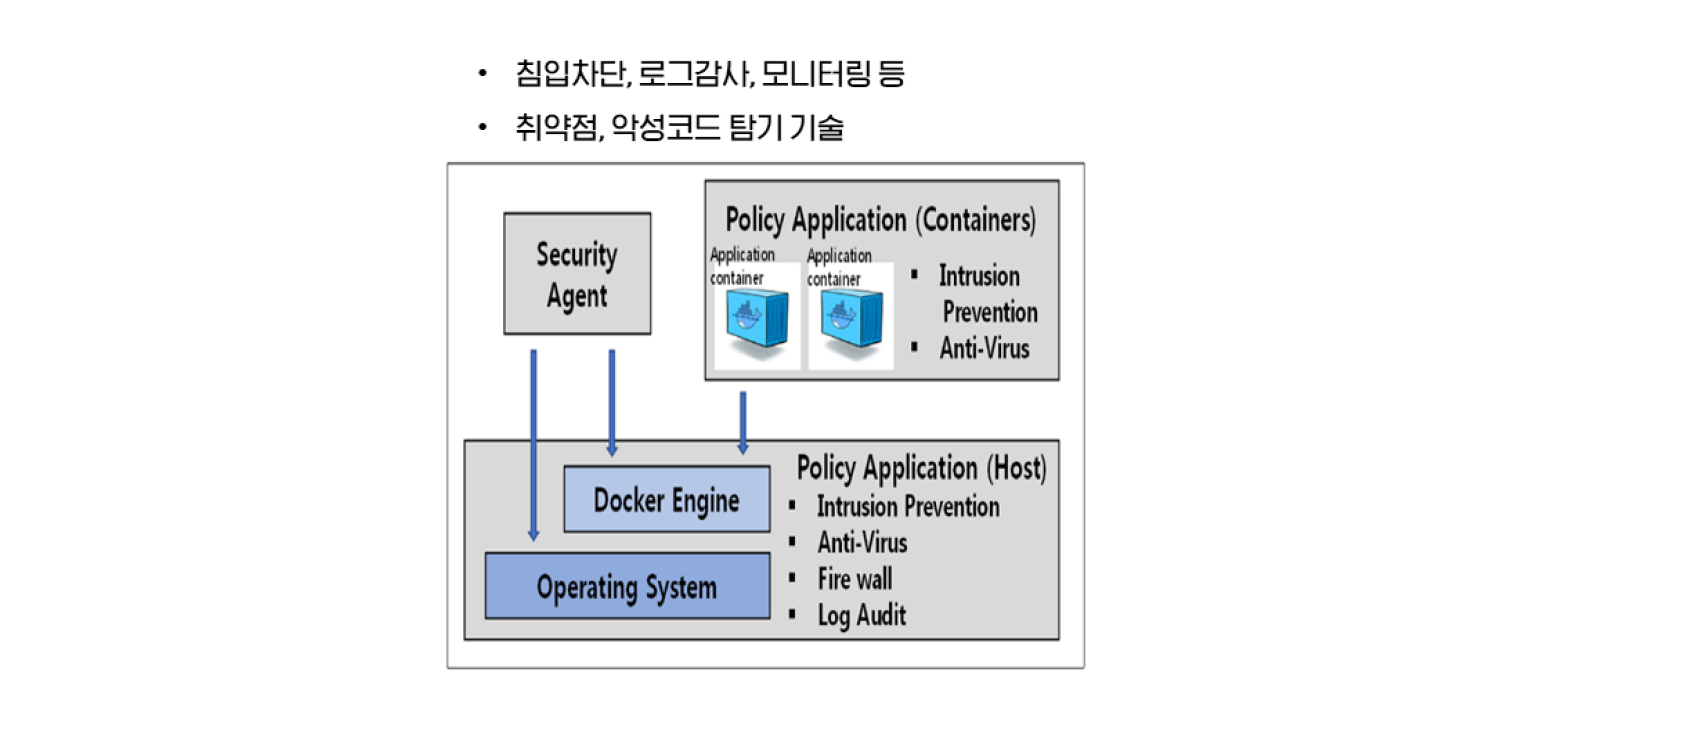 • 침입차단, 로그감사, 모니터링 등
• 취약점, 악성코드 탐기 기술
Security
Agent
Policy Application (Containers)
Application
container
Application
container
▪ Intrusion
Prevention
▪ Anti-Virus
Docker Engine
Operating System
Policy Application (Host)
▪ Intrusion Prevention
▪ Anti-Virus
▪ Fire wall
▪ Log Audit